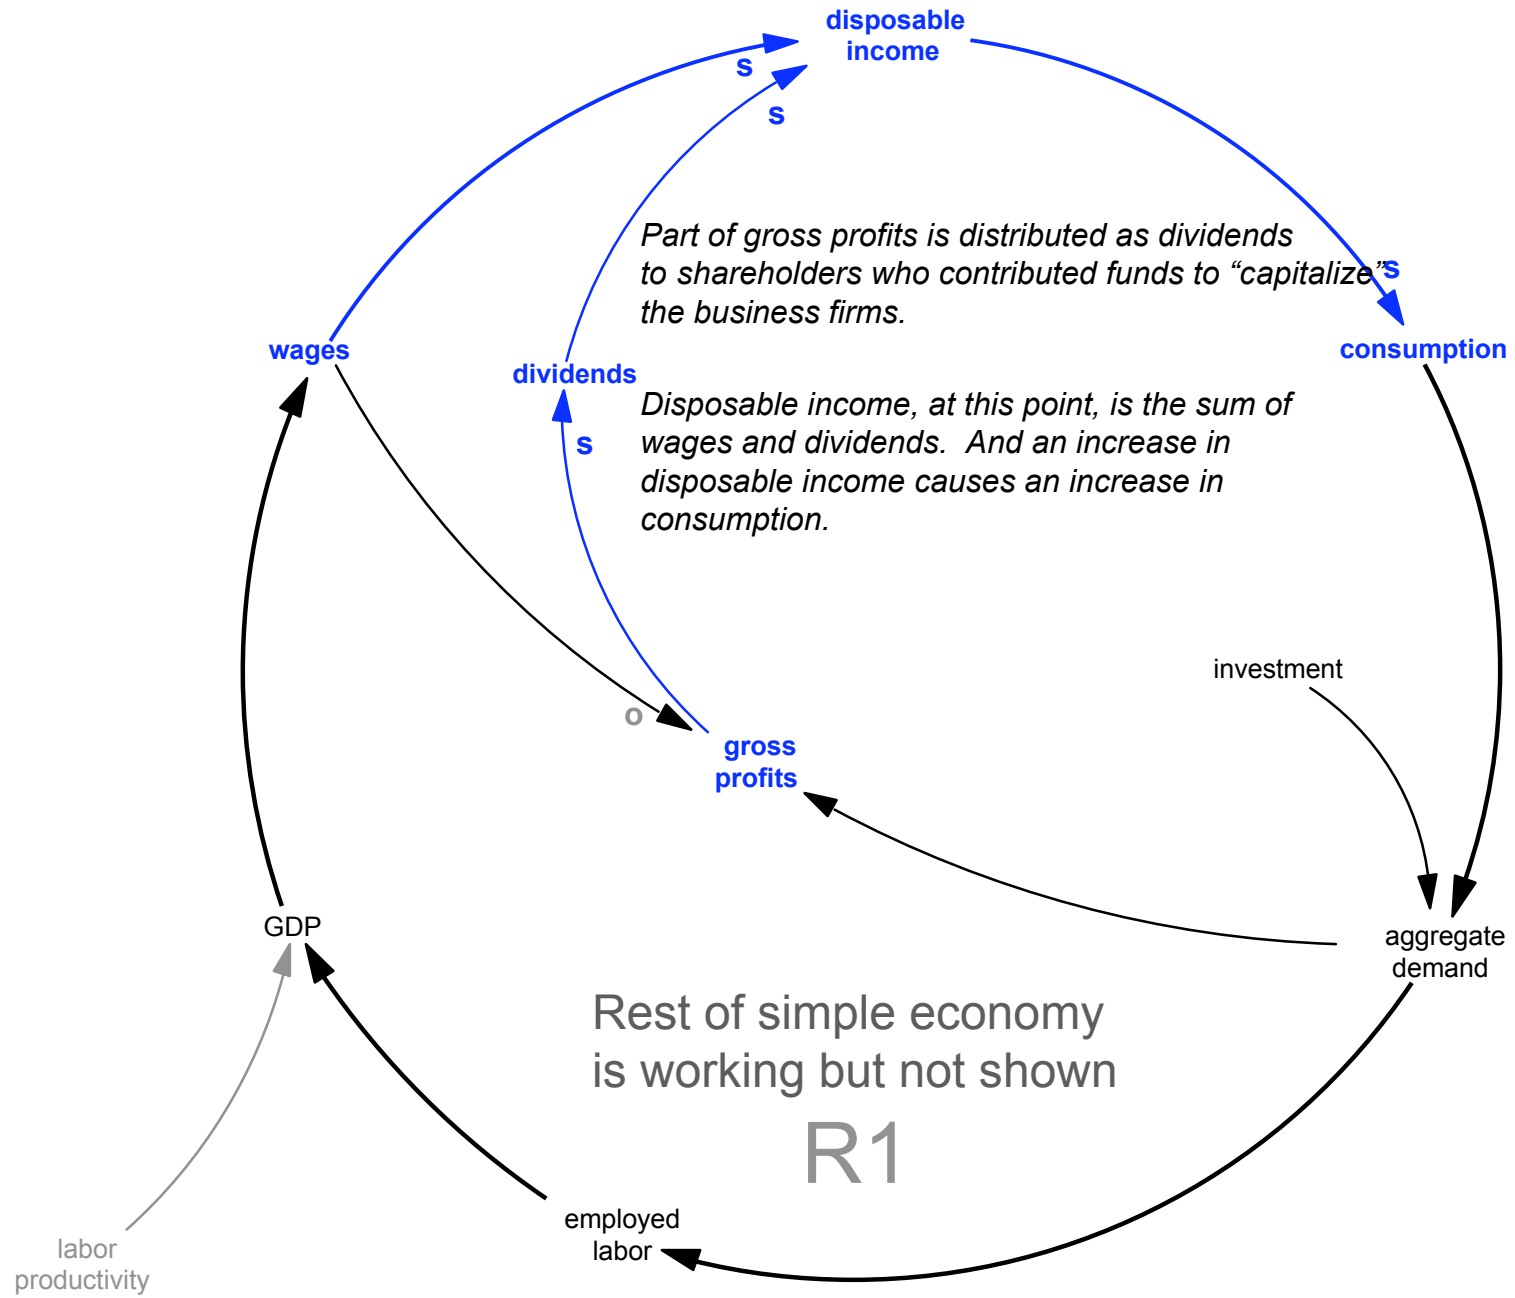 disposable
income
s
s
Part of gross profits is distributed as dividends
to shareholders who contributed funds to “capitalize”
s
the business firms.
wages
consumption
dividends
Disposable income, at this point, is the sum of
wages and dividends.  And an increase in
s
disposable income causes an increase in
consumption.
investment
o
gross
profits
GDP
aggregate
demand
Rest of simple economy
is working but not shown
R1
employed
labor
labor
productivity